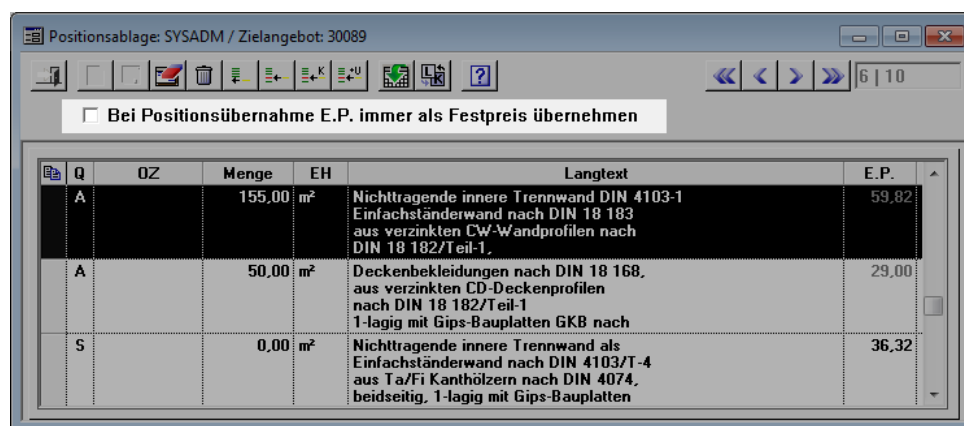 Positionsablage: SYSADM / Zielangebot: 30089
K U L K ? 6 | 10
Bei Positionsübernahme E.P. immer als Festpreis übernehmen
Q OZ Menge EH Langtext E.P.
A 155,00 m² Nichttragende innere Trennwand DIN 4103-1 59,82
Einfachständerwand nach DIN 18 183
aus verzinkten CW-Wandprofilen nach
DIN 18 182/Teil-1,
A 50,00 m² Deckenbekleidungen nach DIN 18 168, 29,00
aus verzinkten CD-Deckenprofilen
nach DIN 18 182/Teil-1
1-lagig mit Gips-Bauplatten GKB nach
S 0,00 m² Nichttragende innere Trennwand als 36,32
Einfachständerwand nach DIN 4103/T-4
aus Ta/Fi Kanthölzern nach DIN 4074,
beidseitig, 1-lagig mit Gips-Bauplatten